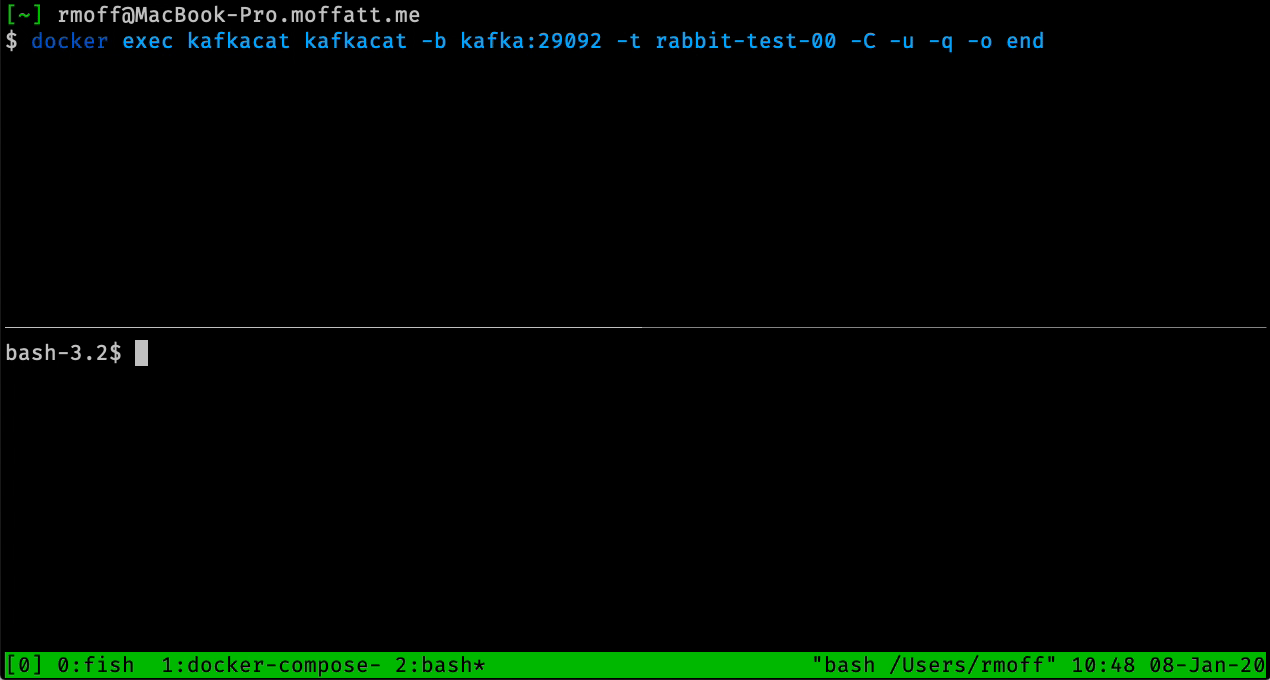 [~] rmoff@MacBook-Pro.moffatt.me
$ docker exec kafkacat kafkacat -b kafka:29092 -t rabbit-test-00 -C -u -q -o end
bash-3.2$
[0] 0:fish  1:docker-compose- 2:bash* "bash /Users/rmoff" 10:48 08-Jan-20